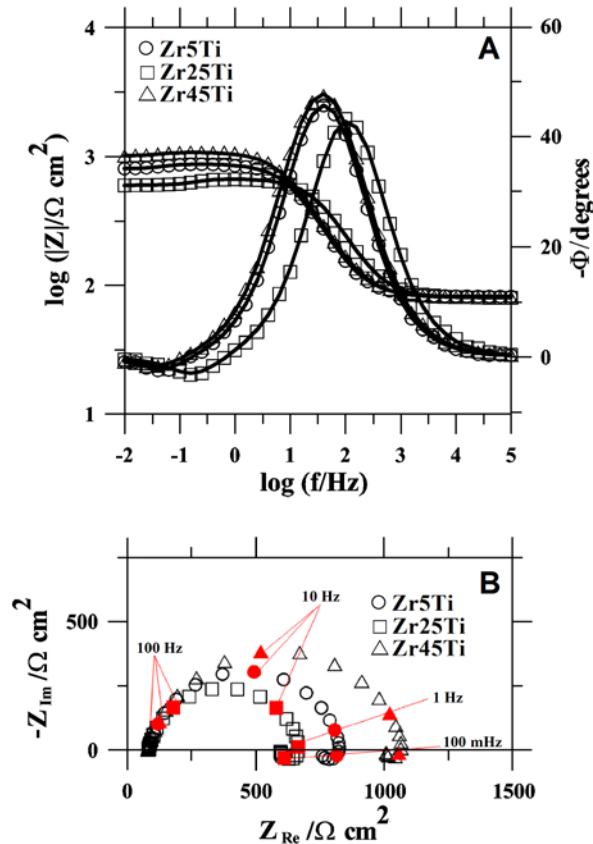 A
Zr5Ti
Zr25Ti
Zr45Ti
4
3
2
1
log (|Z|/Ω cm²)
60
40
20
0
-Φ/degrees
-2 -1 0 1 2 3 4 5
log (f/Hz)
B
10 Hz
100 Hz
Zr5Ti
Zr25Ti
Zr45Ti
1 Hz
100 mHz
500
0
-Z_Im/Ω cm²
0 500 1000 1500
Z_Re /Ω cm²